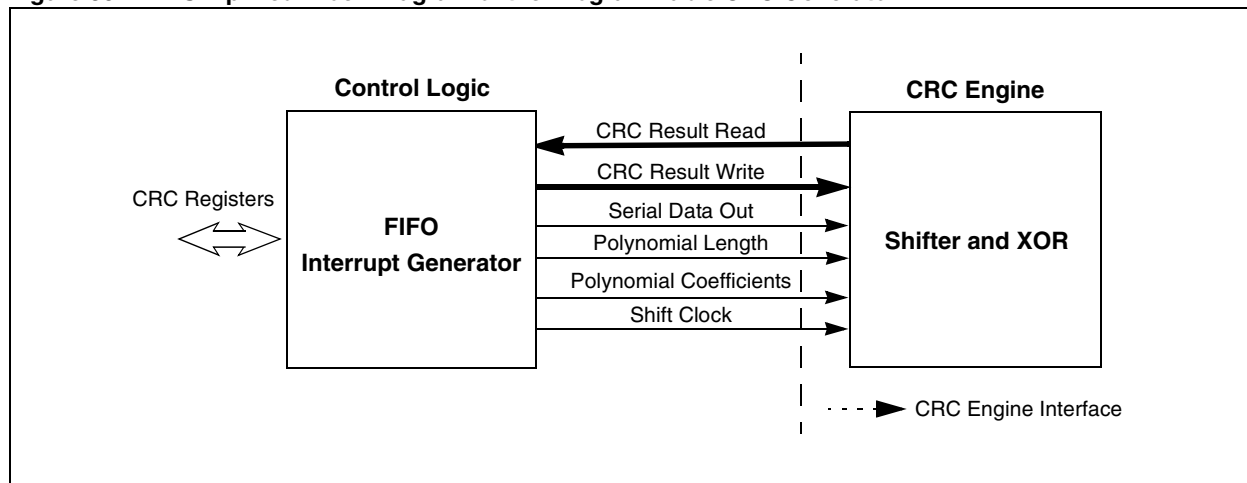 Control Logic
CRC Engine
CRC Result Read
CRC Result Write
CRC Registers
Serial Data Out
FIFO
Polynomial Length
Shifter and XOR
Interrupt Generator
Polynomial Coefficients
Shift Clock
CRC Engine Interface